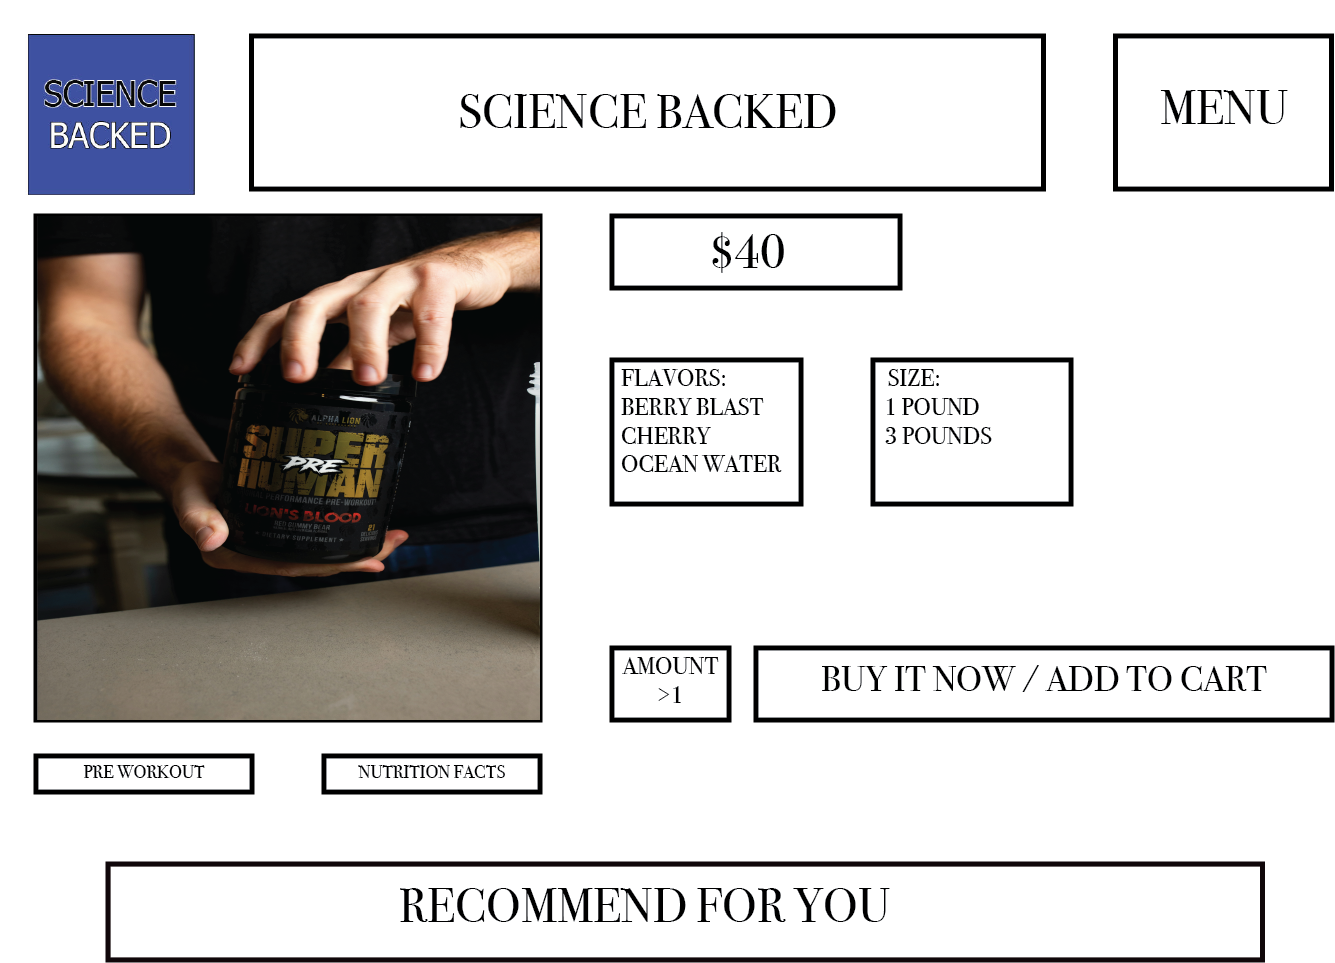 SCIENCE
BACKED
SCIENCE BACKED
MENU
$40
FLAVORS:
BERRY BLAST
CHERRY
OCEAN WATER
SIZE:
1 POUND
3 POUNDS
ALPHA LION
SUPER
PRE
HUMAN
PERFORMANCE PRE-WORKOUT
LION'S BLOOD
RED GUMMY BEAR
21
DIETARY SUPPLEMENT
AMOUNT
>1
BUY IT NOW / ADD TO CART
PRE WORKOUT
NUTRITION FACTS
RECOMMEND FOR YOU